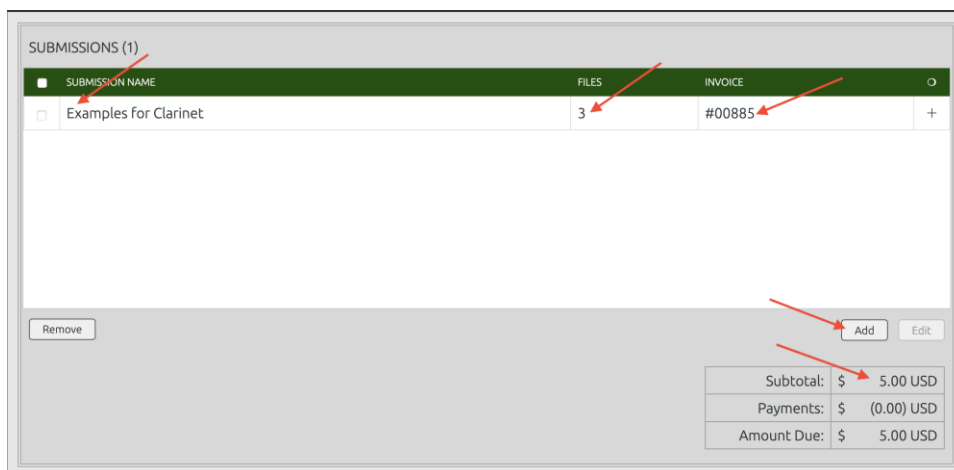 SUBMISSIONS (1)
SUBMISSION NAME FILES INVOICE
Examples for Clarinet 3 #00885 +
Remove Add Edit
Subtotal: $ 5.00 USD
Payments: $ (0.00) USD
Amount Due: $ 5.00 USD